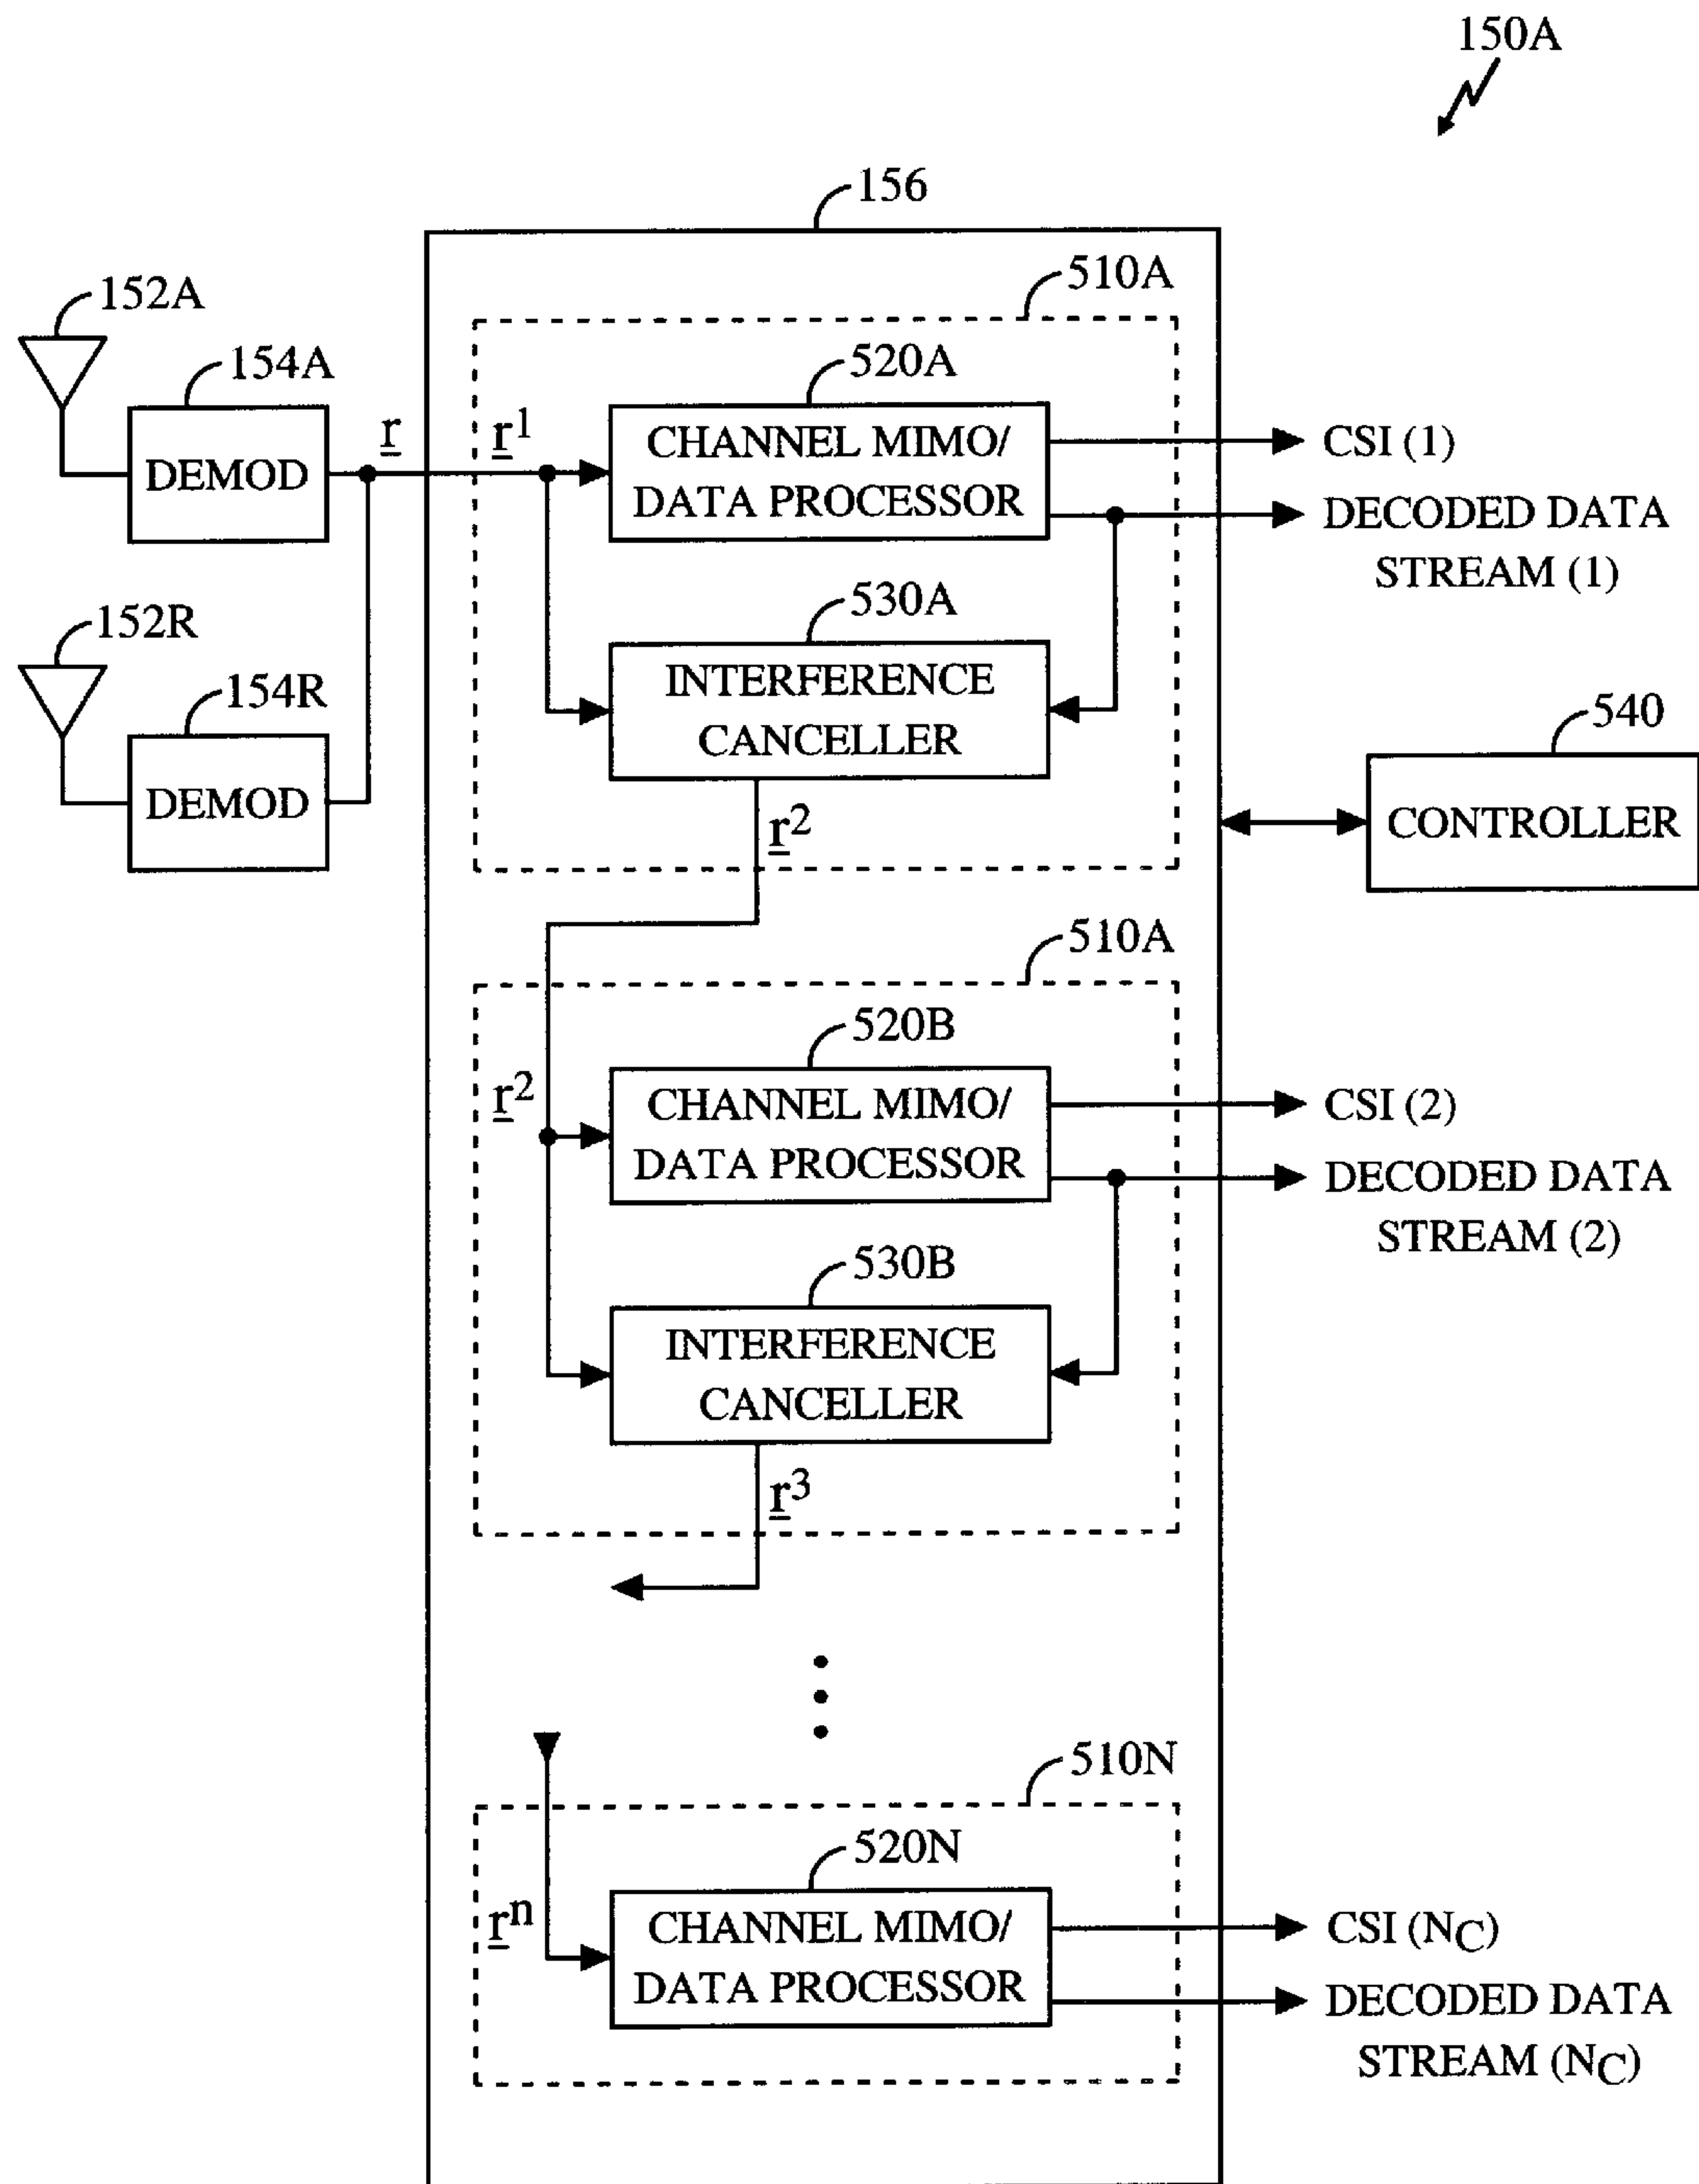 150A
156
510A
152A
520A
154A
r
r1
CHANNEL MIMO/
DATA PROCESSOR
CSI (1)
DEMOD
DECODED DATA
STREAM (1)
530A
152R
INTERFERENCE
CANCELLER
154R
540
DEMOD
r2
CONTROLLER
510A
520B
r2
CHANNEL MIMO/
DATA PROCESSOR
CSI (2)
DECODED DATA
STREAM (2)
530B
INTERFERENCE
CANCELLER
r3
510N
520N
rn
CHANNEL MIMO/
DATA PROCESSOR
CSI (NC)
DECODED DATA
STREAM (NC)